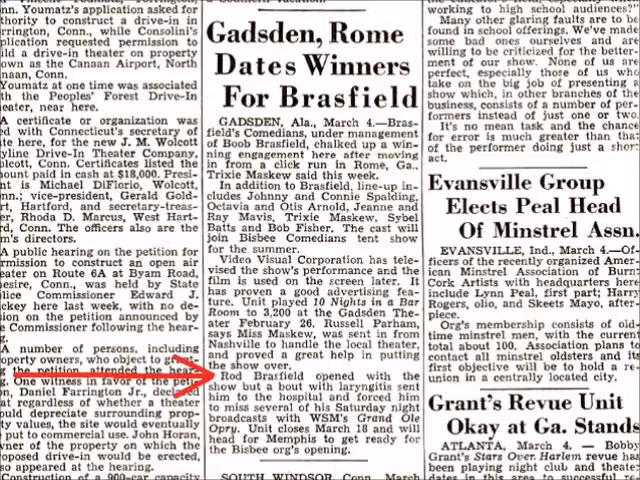 Youmatz's application asked for
thority to construct a drive-in in
rrington, Conn., while Consolini's
plication requested permission to
ild a drive-in theater on property
own as the Canaan Airport, North
naan, Conn.
Youmatz at one time was associated
th the Peoples' Forest Drive-In
eater, near here.
A certificate or organization was
ed with Connecticut's secretary of
te here, for the new J. M. Wolcott
yline Drive-In Theater Company,
olcott, Conn. Certificates listed the
ount paid in cash at $18,000. Presi-
nt is Michael DiFlorio, Wolcott,
nn.; vice-president, Gerald Gold-
rt, Hartford, and secretary-treas-
er, Rhoda D. Marcus, West Hart-
rd, Conn. The officers also are the
m's directors.
A public hearing on the petition for
rmission to construct an open air
eater on Route 6A at Byam Road,
esire, Conn., was held by State
lice Commissioner Edward J.
okey here last week, with no de-
ion on the petition announced by
Commissioner following the hear-
g.
A number of persons, including
operty owners, who object to
the petition, attended the hear-
g. One witness in favor of the peti-
on, Daniel Farrington Jr., declared
at regardless of whether a theater
ould depreciate surrounding prop-
ty values, the site would eventually
put to commercial use. John Horan,
ner of the property on which the
oposed drive-in would be erected,
so appeared at the hearing.
Construction of a 900-car capacity
Gadsden, Rome
Dates Winners
For Brasfield
GADSDEN, Ala., March 4.—Bras-
field's Comedians, under management
of Boob Brasfield, chalked up a win-
ning engagement here after moving
in from a click run in Rome, Ga.,
Trixie Maskew said this week.
In addition to Brasfield, line-up in-
cludes Johnny and Connie Spalding,
Octavia and Otis Arnold, Jeanne and
Ray Mavis, Trixie Maskew, Sybel
Batts and Bob Fisher. The cast will
join Bisbee Comedians tent show
for the summer.
Video Visual Corporation has tele-
vised the show's performance and the
film is used on the screen later. It
has proven a good advertising fea-
ture. Unit played 10 Nights in a Bar
Room to 3,200 at the Gadsden The-
ater February 26. Russell Parham,
says Miss Maskew, was sent in from
Nashville to handle the local theater,
and proved a great help in putting
the show over.
Rod Brasfield opened with the
show but a bout with laryngitis sent
him to the hospital and forced him
to miss several of his Saturday night
broadcasts with WSM's Grand Ole
Opry. Unit closes March 18 and will
head for Memphis to get ready for
the Bisbee org's opening.
SOUTH WINDSOR, Conn., March
working to high school audiences?
Many other glaring faults are to be
found in school offerings. We've made
some bad ones ourselves and are
willing to be criticized for the better-
ment of our show. None of us are
perfect, especially those of us who
take on the big job of presenting a
show which, in other branches of the
business, consists of a number of per-
formers instead of just one or two.
It's no mean task and the chance
for error is much greater than that
of the performer doing just a short
act.
Evansville Group
Elects Peal Head
Of Minstrel Assn.
EVANSVILLE, Ind., March 4.—Of-
ficers of the recently organized Amer-
ican Minstrel Association of Burnt
Cork Artists with headquarters here
include Lynn Peal, first part; Harry
Rogers, olio, and Skeets Mayo, after-
piece.
Org's membership consists of old-
time minstrel men, with the current
total about 100. Association plans to
contact all minstrel oldsters and its
first objective will be to hold a re-
union in a centrally located city.
Grant's Revue Unit
Okay at Ga. Stands
ATLANTA, March 4. — Bobby
Grant's Stars Over Harlem revue has
been playing night club and theater
dates in this area to successful